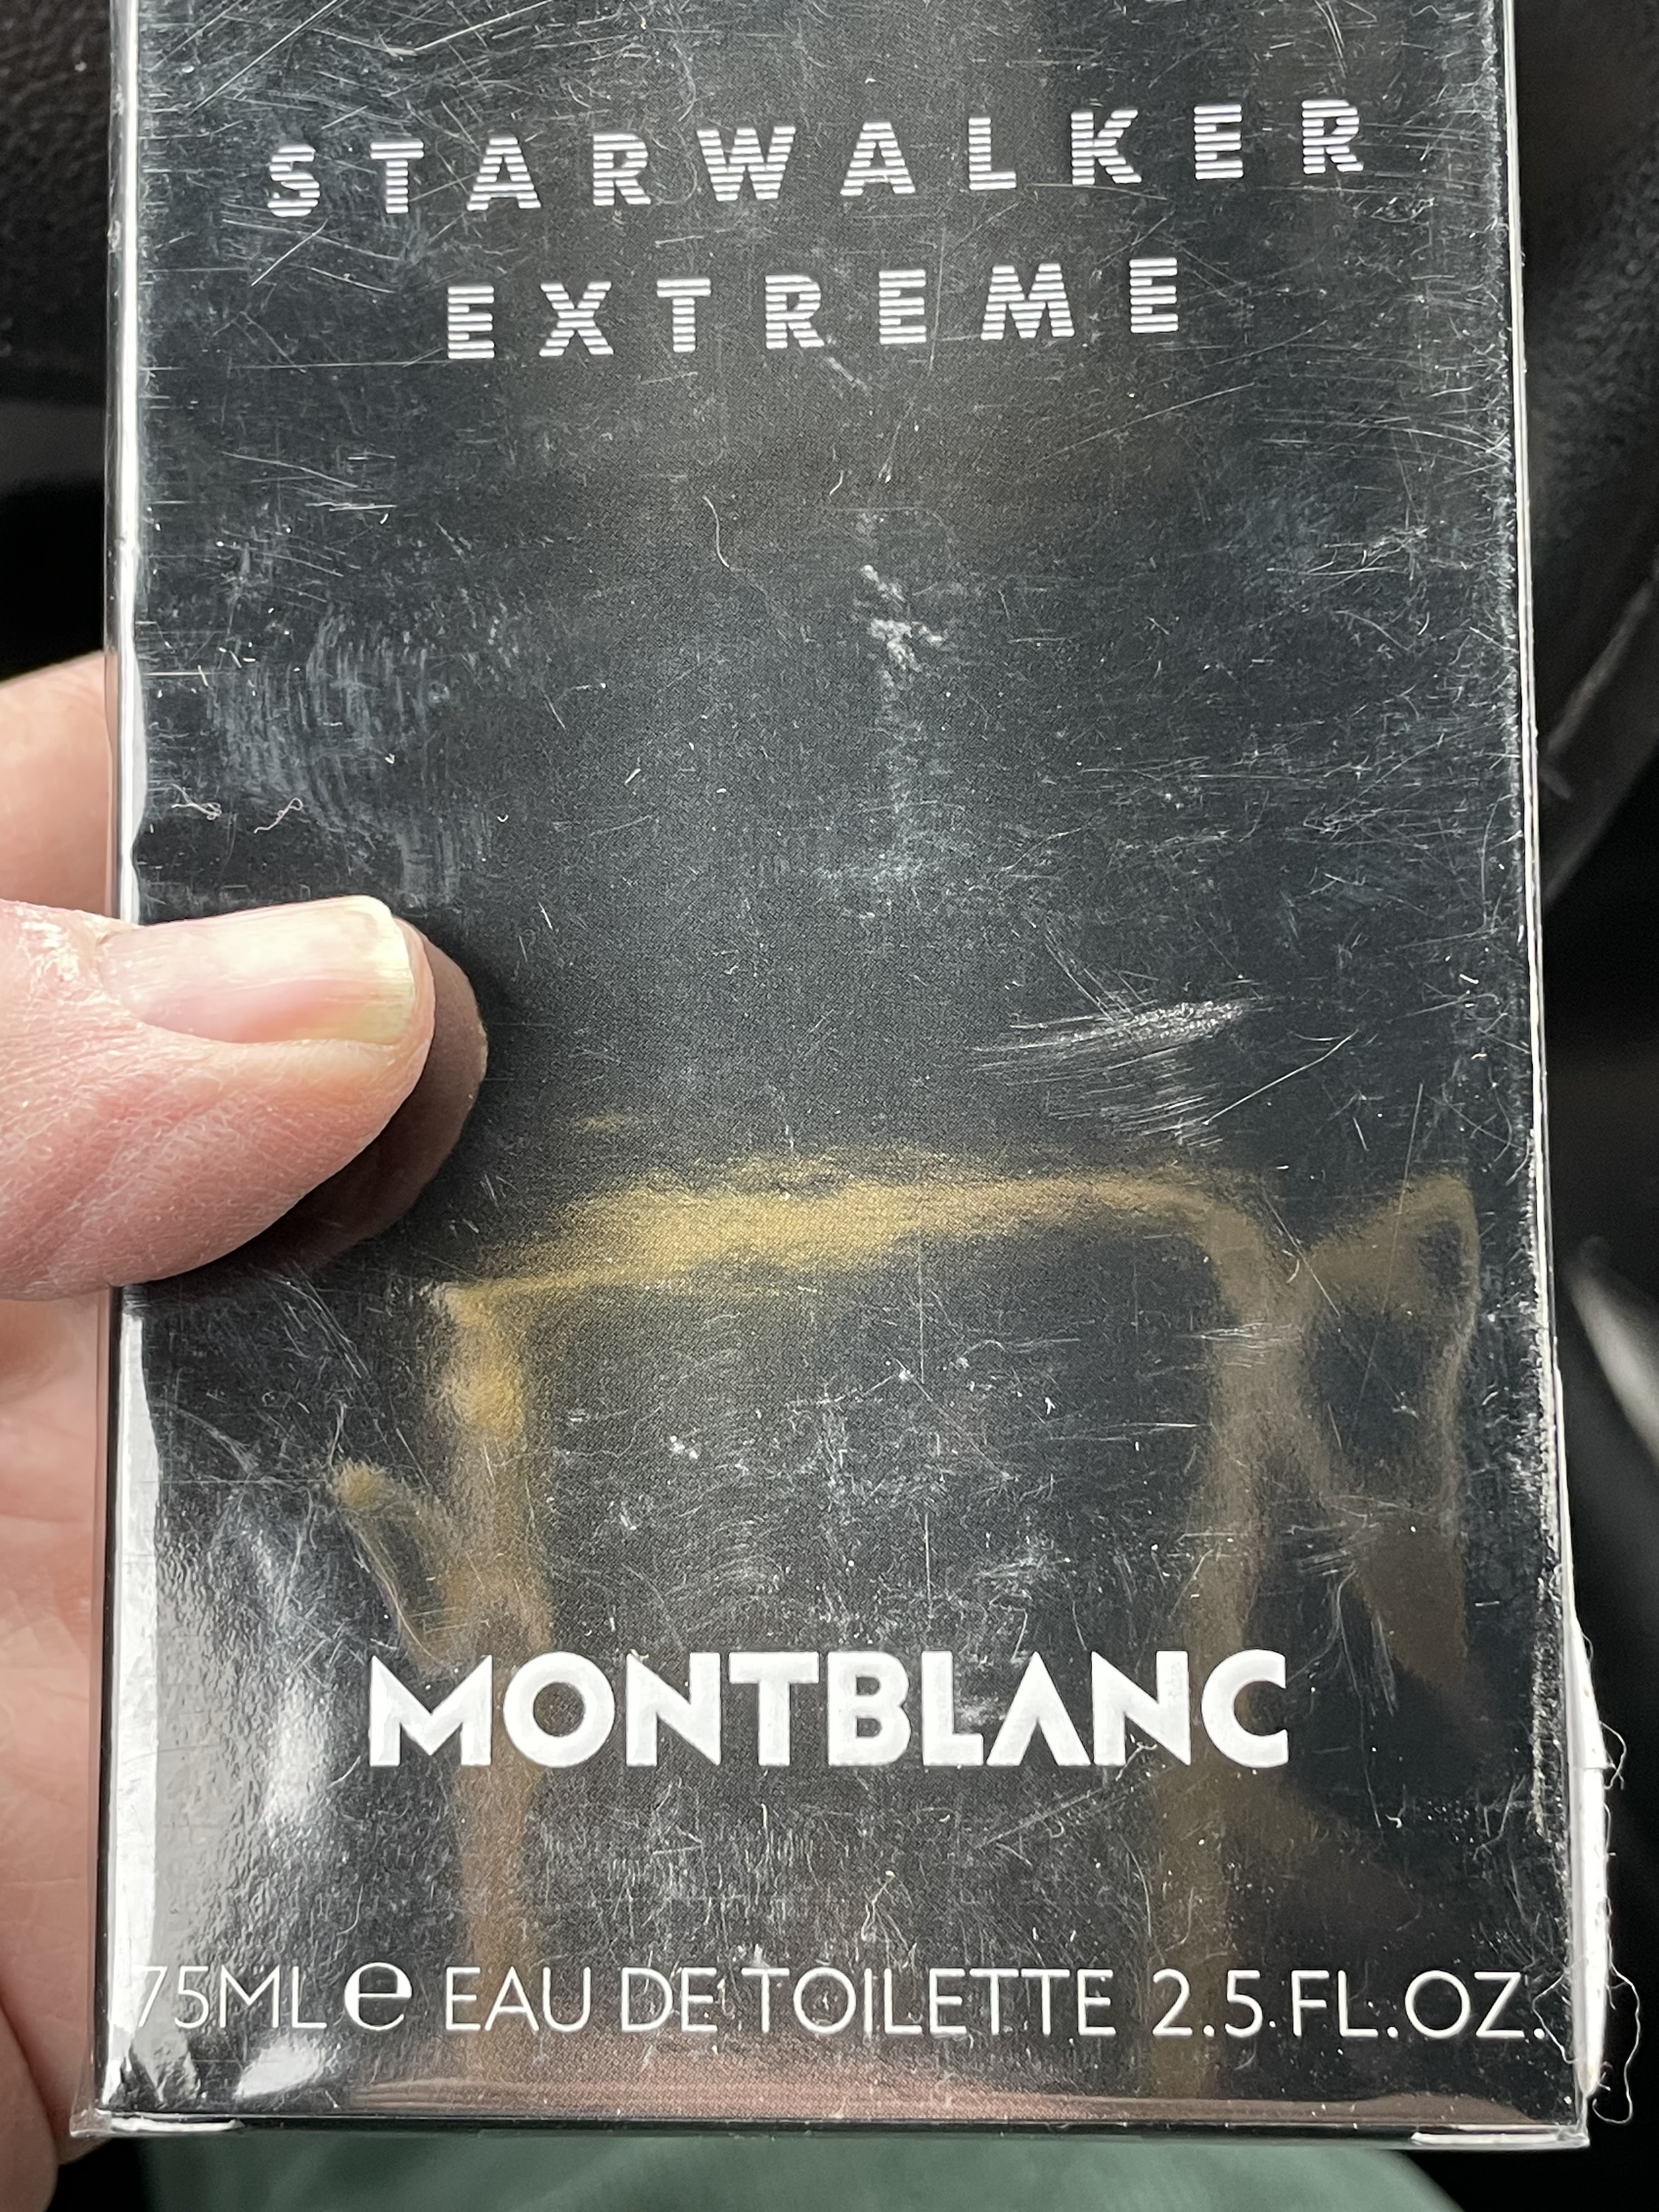 STARWALKER
EXTREME
MONTBLANC
75ML e EAU DE TOILETTE 2.5 FL.OZ.